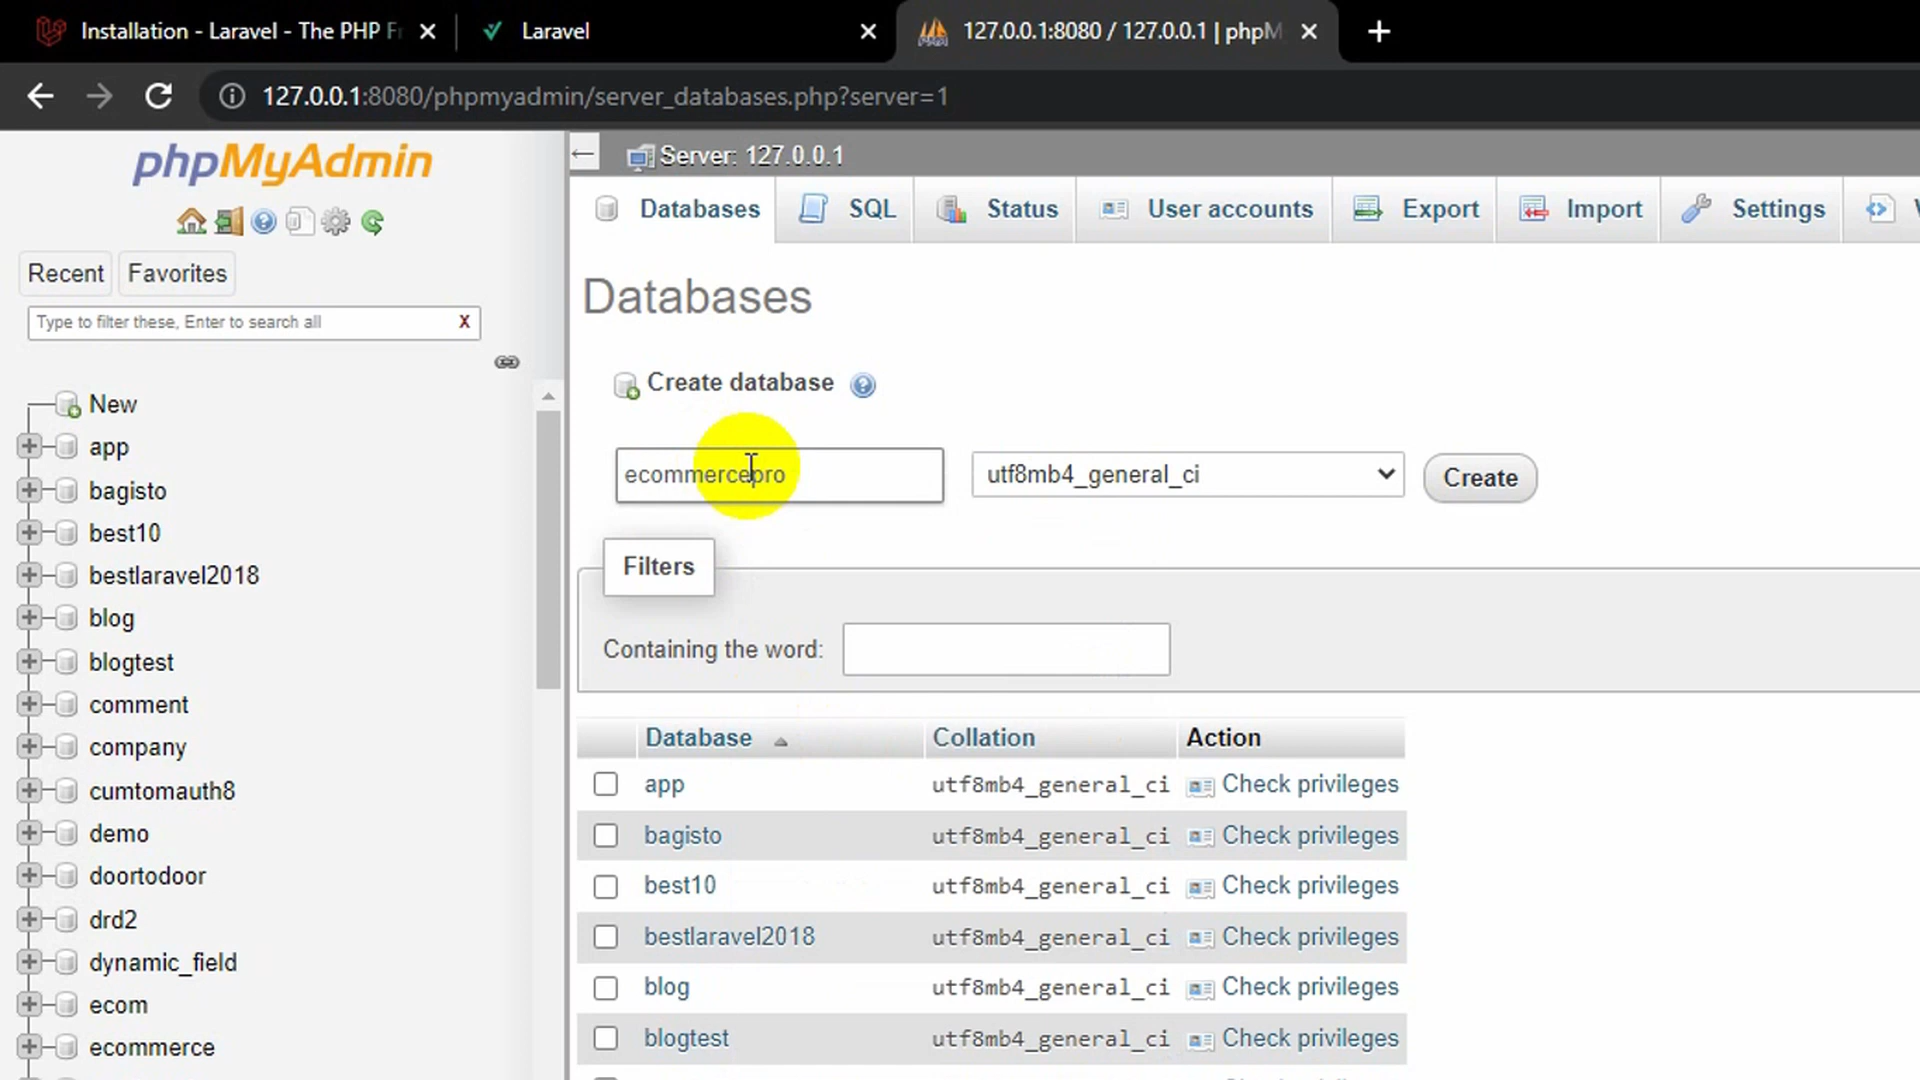 Installation - Laravel - The PHP Fr
Laravel
127.0.0.1:8080 / 127.0.0.1 | phpM
127.0.0.1:8080/phpmyadmin/server_databases.php?server=1
phpMyAdmin
Recent
Favorites
Type to filter these, Enter to search all
X
New
app
bagisto
best10
bestlaravel2018
blog
blogtest
comment
company
cumtomauth8
demo
doortodoor
drd2
dynamic_field
ecom
ecommerce
Server: 127.0.0.1
Databases
SQL
Status
User accounts
Export
Import
Settings
Databases
Create database
ecommercepro
utf8mb4_general_ci
Create
Filters
Containing the word:
Database Collation Action
app utf8mb4_general_ci Check privileges
bagisto utf8mb4_general_ci Check privileges
best10 utf8mb4_general_ci Check privileges
bestlaravel2018 utf8mb4_general_ci Check privileges
blog utf8mb4_general_ci Check privileges
blogtest utf8mb4_general_ci Check privileges